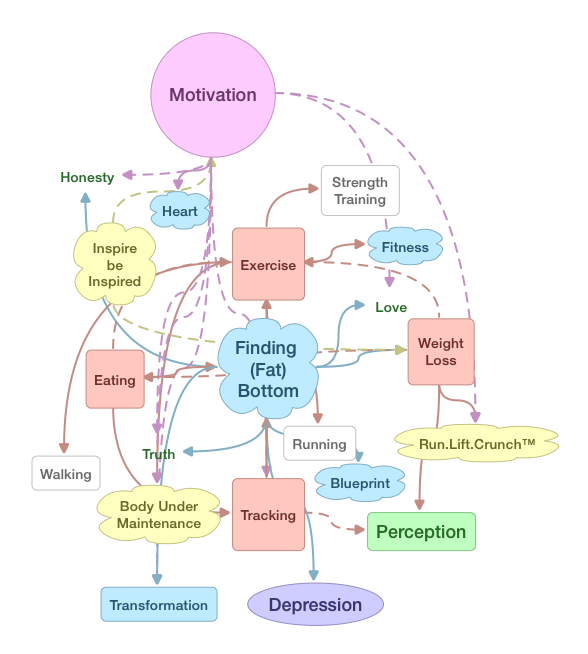 Motivation
Honesty
Strength
Training
Heart
Inspire
be
Inspired
Fitness
Exercise
Love
Finding
(Fat)
Bottom
Weight
Loss
Eating
Running
Run.Lift.Crunch™
Truth
Walking
Blueprint
Body Under
Maintenance
Tracking
Perception
Transformation
Depression